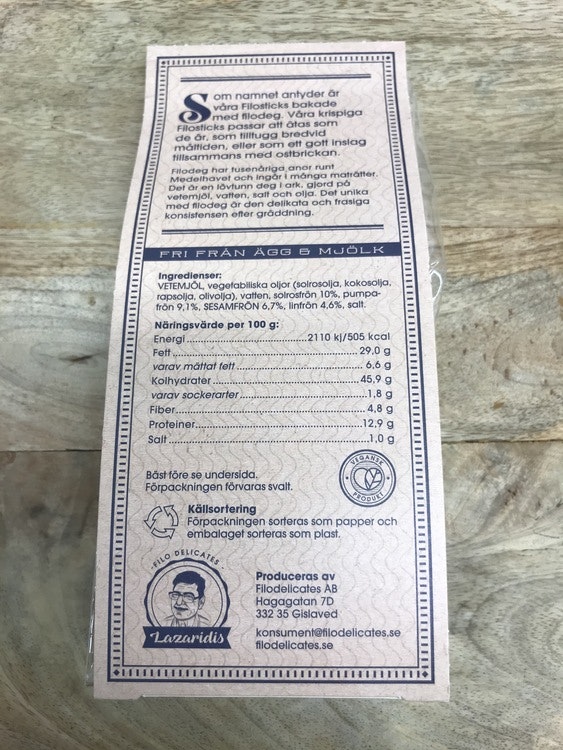 Som namnet antyder är
våra Filosticks bakade
med filodeg. Våra krispiga
Filosticks passar att ätas som
de är, som tilltugg bredvid
måltiden, eller som ett gott inslag
tillsammans med ostbrickan.
Filodeg har tusenåriga anor runt
Medelhavet och ingår i många maträtter.
Det är en lövtunn deg i ark, gjord på
vetemjöl, vatten, salt och olja. Det unika
med filodeg är den delikata och frasiga
konsistensen efter gräddning.
FRI FRÅN ÄGG & MJÖLK
Ingredienser:
VETEMJÖL, vegetabiliska oljor (solrosolja, kokosolja,
rapsolja, olivolja), vatten, solrosfrön 10%, pumpa-
frön 9,1%, SESAMFRÖN 6,7%, linfrön 4,6%, salt.
Näringsvärde per 100 g:
Energi 2110 kj/505 kcal
Fett 29,0 g
varav mättat fett 6,6 g
Kolhydrater 45,9 g
varav sockerarter 1,8 g
Fiber 4,8 g
Proteiner 12,9 g
Salt 1,0 g
VEGANSK
PRODUKT
Bäst före se undersida.
Förpackningen förvaras svalt.
Källsortering
Förpackningen sorteras som papper och
embalaget sorteras som plast.
FILO DELICATES
Lazaridis
Produceras av
Filodelicates AB
Hagagatan 7D
332 35 Gislaved
konsument@filodelicates.se
filodelicates.se